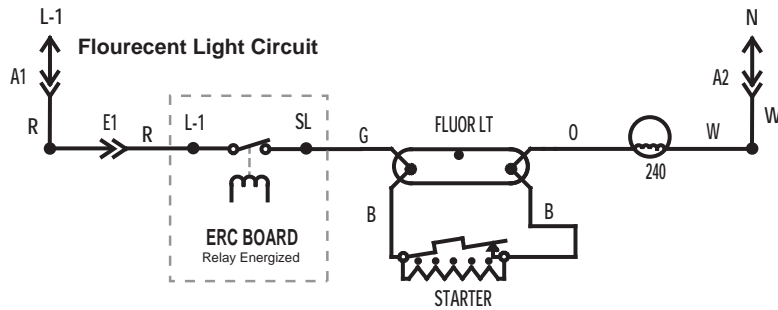 L-1
N
Flourecent Light Circuit
A1
A2
R
E1
R
L-1
SL
G
FLUOR LT
O
W
W
240
B
B
ERC BOARD
Relay Energized
STARTER